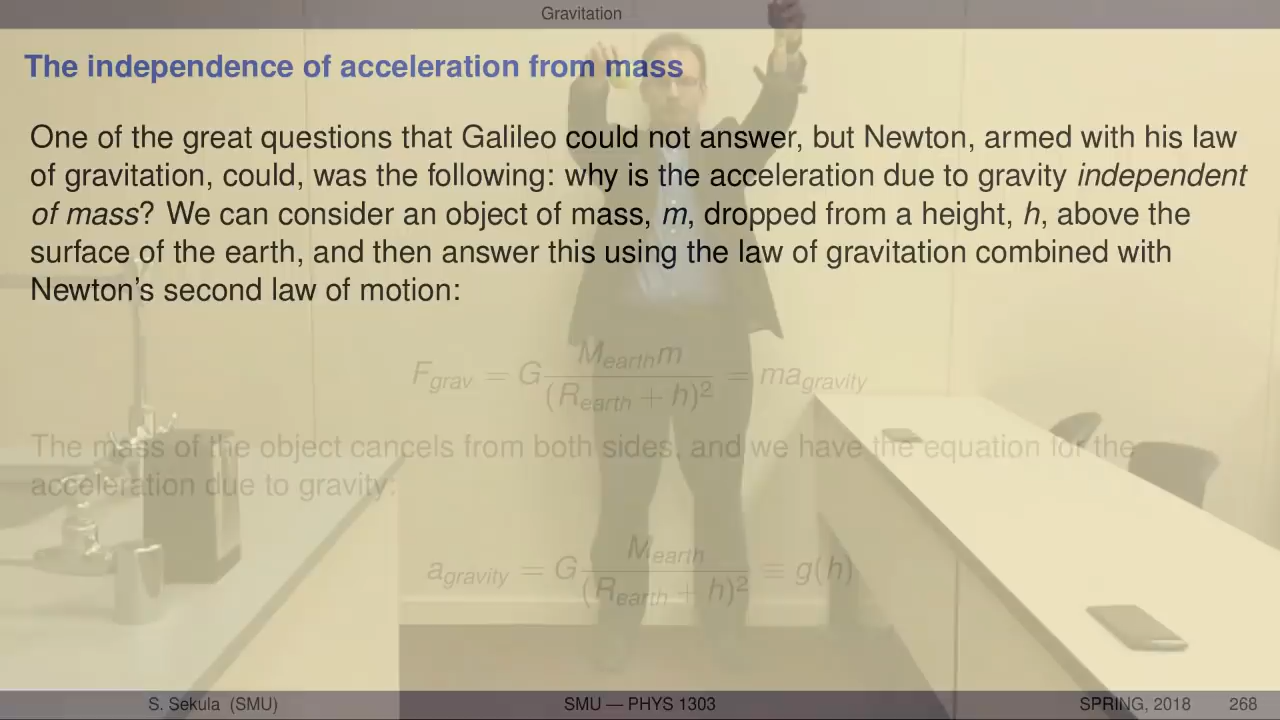 Gravitation
The independence of acceleration from mass
One of the great questions that Galileo could not answer, but Newton, armed with his law
of gravitation, could, was the following: why is the acceleration due to gravity independent
of mass? We can consider an object of mass, m, dropped from a height, h, above the
surface of the earth, and then answer this using the law of gravitation combined with
Newton's second law of motion:
F_grav = G M_earth m / (R_earth + h)² = ma_gravity
The mass of the object cancels from both sides, and we have the equation for the
acceleration due to gravity:
a_gravity = G M_earth / (R_earth + h)² ≡ g(h)
S. Sekula (SMU) SMU — PHYS 1303 SPRING, 2018 268